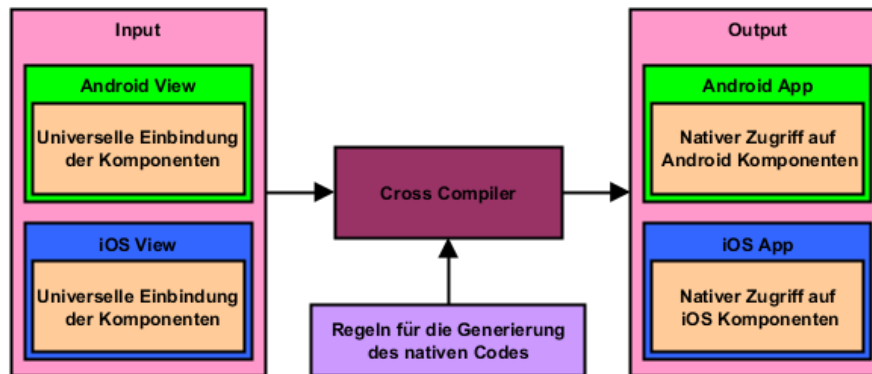 Input
Android View
Universelle Einbindung
der Komponenten
iOS View
Universelle Einbindung
der Komponenten
Cross Compiler
Regeln für die Generierung
des nativen Codes
Output
Android App
Nativer Zugriff auf
Android Komponenten
iOS App
Nativer Zugriff auf
iOS Komponenten